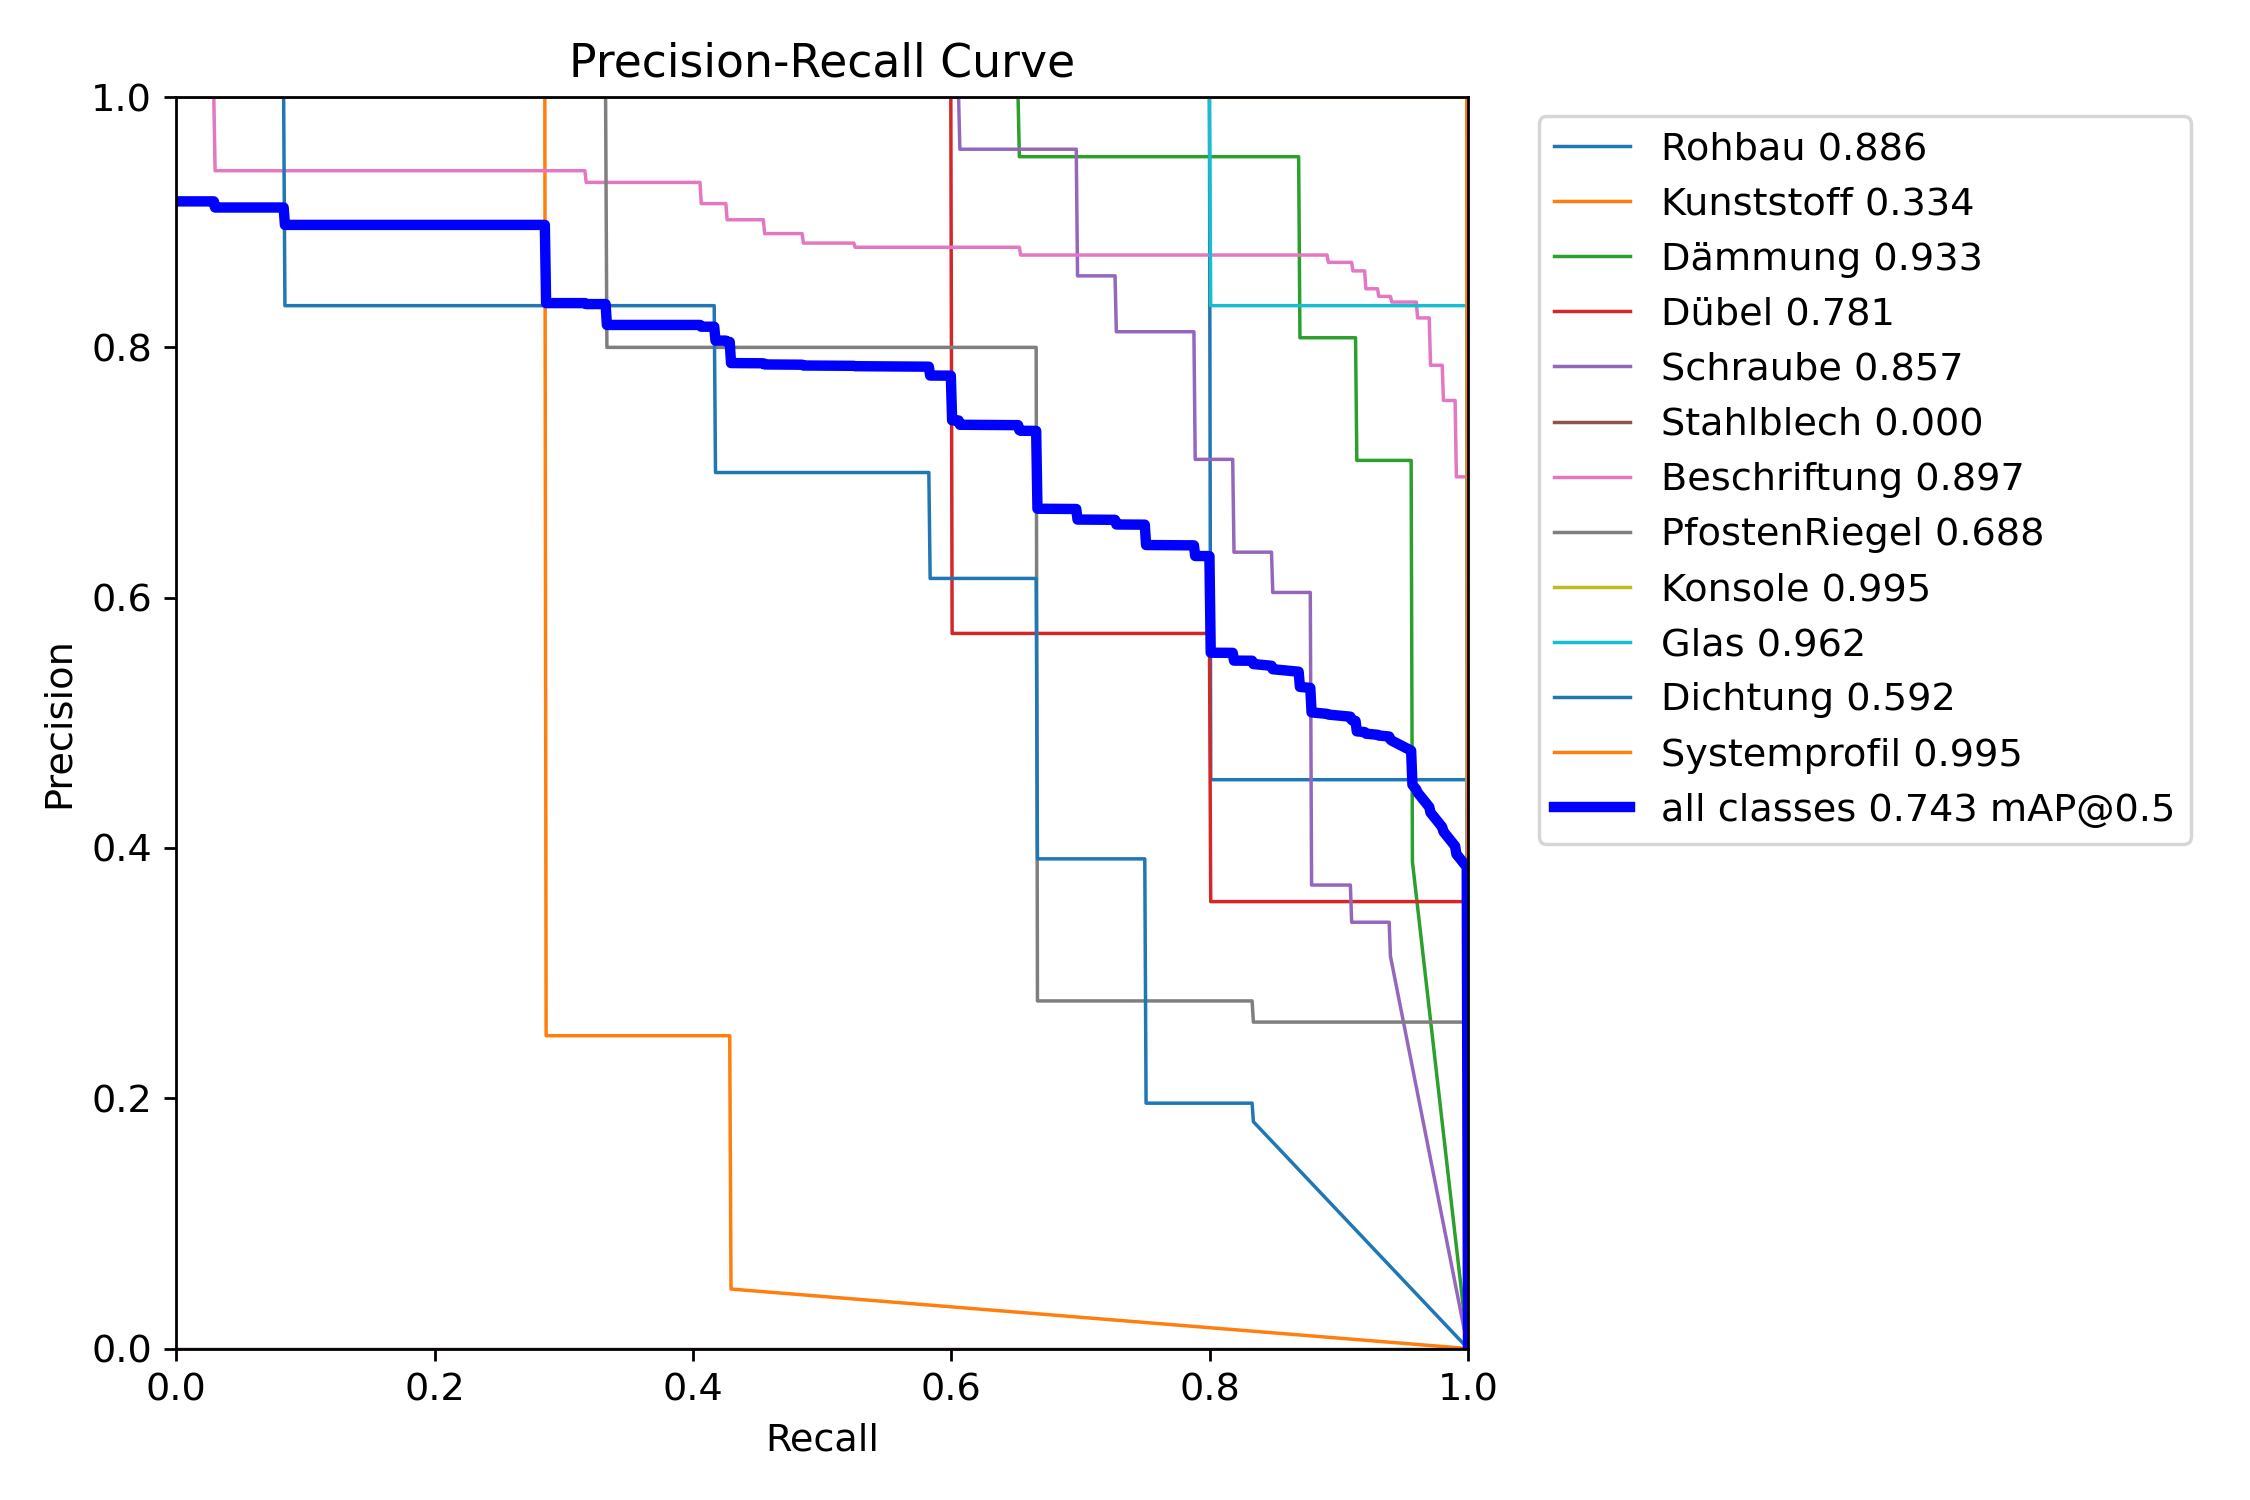 Precision-Recall Curve
1.0
0.8
0.6
0.4
0.2
0.0
Precision
0.0 0.2 0.4 0.6 0.8 1.0
Recall
Rohbau 0.886
Kunststoff 0.334
Dämmung 0.933
Dübel 0.781
Schraube 0.857
Stahlblech 0.000
Beschriftung 0.897
PfostenRiegel 0.688
Konsole 0.995
Glas 0.962
Dichtung 0.592
Systemprofil 0.995
all classes 0.743 mAP@0.5